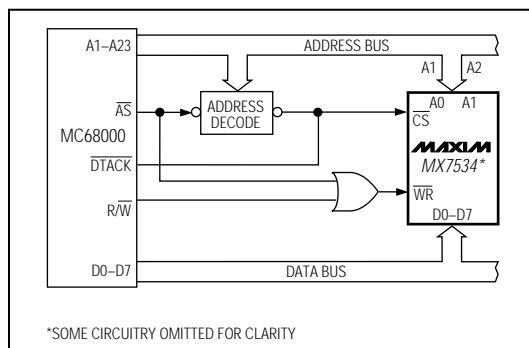 A1–A23
ADDRESS BUS
A1
A2
AS
ADDRESS
DECODE
A0 A1
CS
MC68000
MAXIM
MX7534*
DTACK
WR
R/W
D0–D7
D0–D7
DATA BUS
*SOME CIRCUITRY OMITTED FOR CLARITY